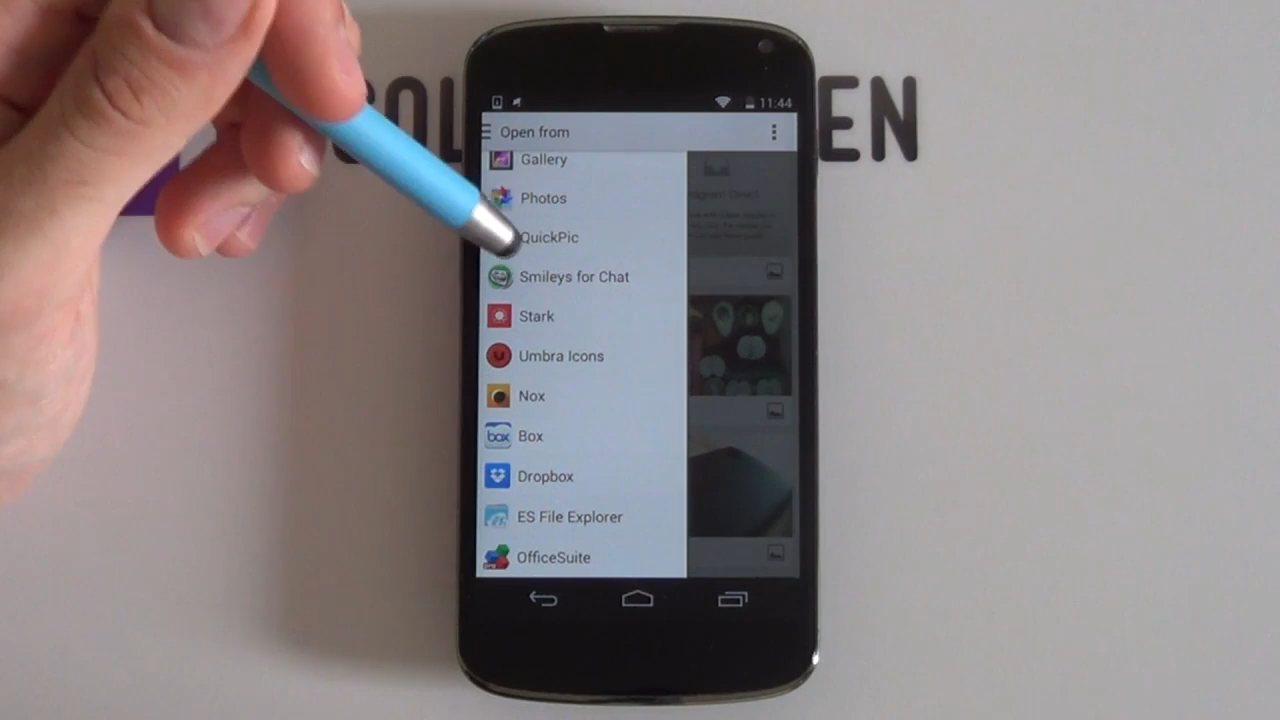 11:44
Open from
Gallery
Photos
QuickPic
Smileys for Chat
Stark
Umbra Icons
Nox
box Box
Dropbox
ES File Explorer
OfficeSuite
EN